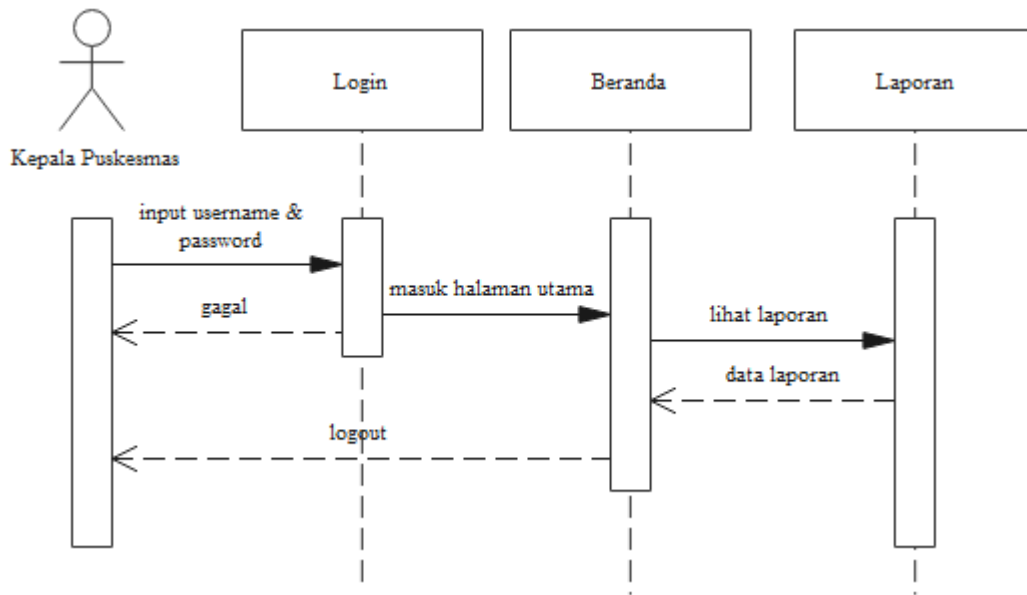 Login
Beranda
Laporan
Kepala Puskesmas
input username &
password
masuk halaman utama
gagal
lihat laporan
data laporan
logout